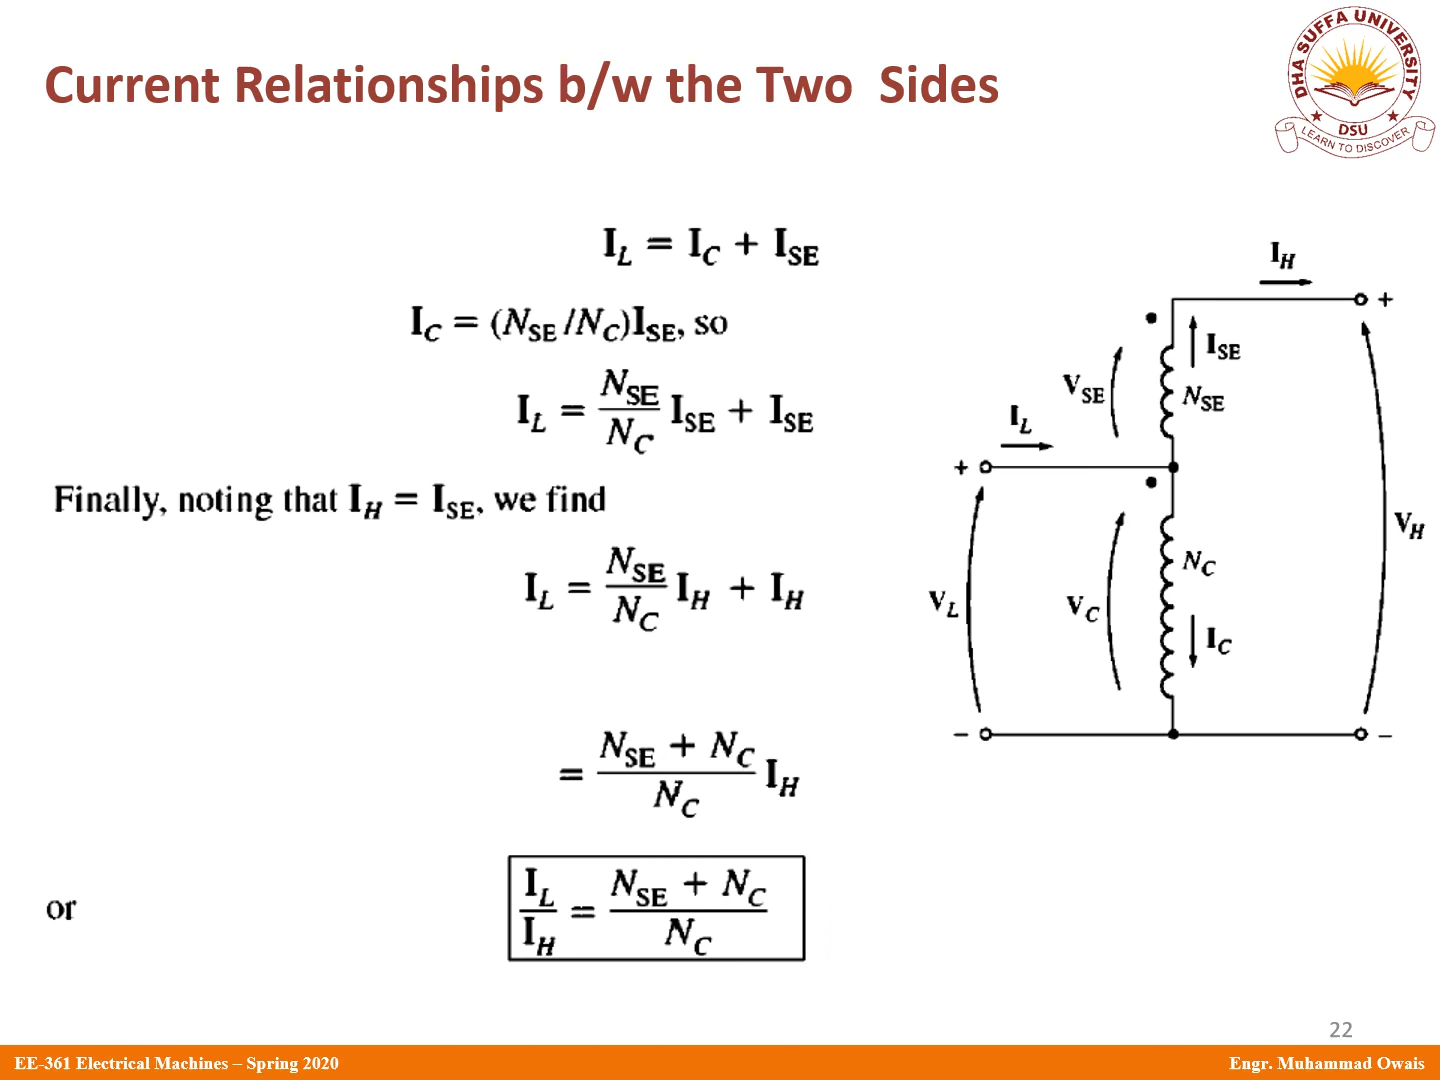 Current Relationships b/w the Two  Sides
DHA SUFFA UNIVERSITY
DSU
LEARN TO DISCOVER
I_L = I_C + I_SE
I_C = (N_SE /N_C)I_SE, so
I_L = N_SE/N_C I_SE + I_SE
Finally, noting that I_H = I_SE, we find
I_L = N_SE/N_C I_H + I_H
= N_SE + N_C/N_C I_H
or
I_L/I_H = N_SE + N_C/N_C
I_H
+
I_SE
V_SE
N_SE
I_L
+
V_H
N_C
V_L
V_C
I_C
–
–
22
EE-361 Electrical Machines – Spring 2020
Engr. Muhammad Owais